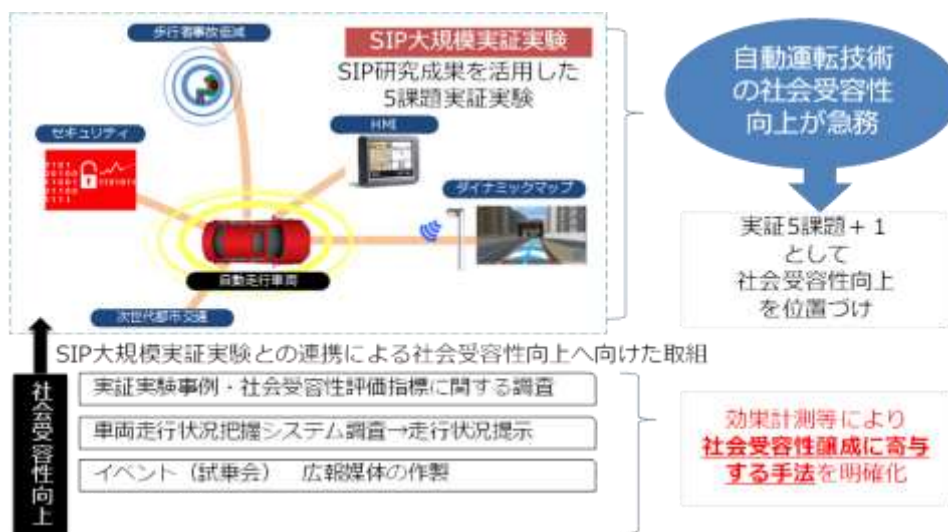 歩行者事故低減
SIP大規模実証実験
SIP研究成果を活用した
5課題実証実験
HMI
セキュリティ
ダイナミックマップ
自動走行車両
次世代都市交通
自動運転技術
の社会受容性
向上が急務
実証5課題+1
として
社会受容性向上
を位置づけ
SIP大規模実証実験との連携による社会受容性向上へ向けた取組
社会受容性向上
実証実験事例・社会受容性評価指標に関する調査
車両走行状況把握システム調査→走行状況提示
イベント（試乗会）　広報媒体の作製
効果計測等により
社会受容性醸成に寄与
する手法を明確化